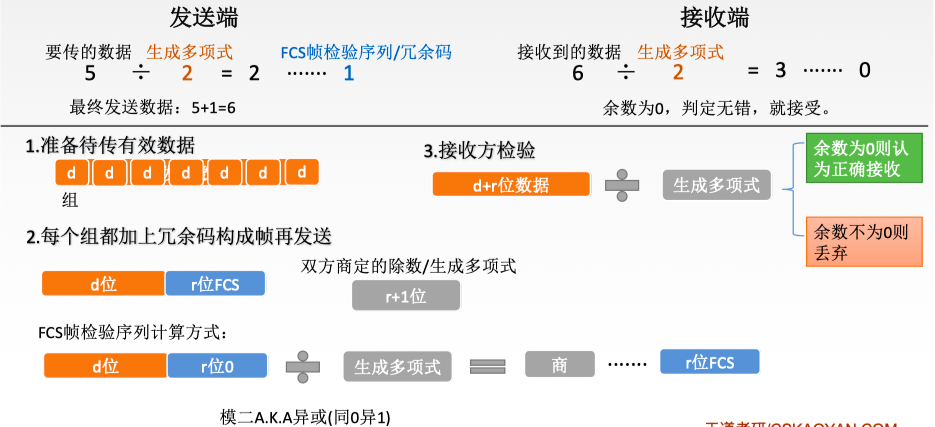 发送端
接收端
要传的数据 生成多项式 FCS帧检验序列/冗余码
5 ÷ 2 = 2 ······· 1
最终发送数据：5+1=6
接收到的数据 生成多项式
6 ÷ 2 = 3 ······· 0
余数为0，判定无错，就接受。
1.准备待传有效数据
d d d d d d d
组
2.每个组都加上冗余码构成帧再发送
d位 r位FCS
双方商定的除数/生成多项式
r+1位
FCS帧检验序列计算方式：
d位 r位0 ÷ 生成多项式 = 商 ······· r位FCS
模二A.K.A异或(同0异1)
3.接收方检验
d+r位数据 ÷ 生成多项式
余数为0则认
为正确接收
余数不为0则
丢弃